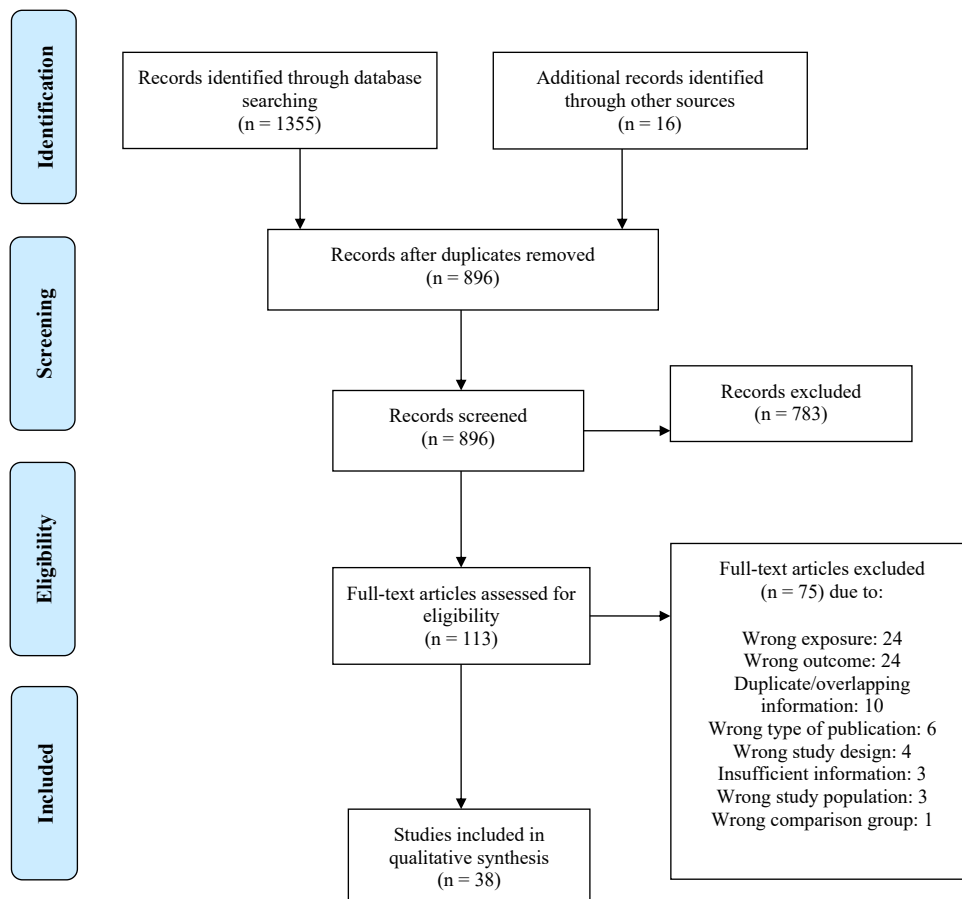 Identification
Records identified through database
searching
(n = 1355)
Additional records identified
through other sources
(n = 16)
Screening
Records after duplicates removed
(n = 896)
Records screened
(n = 896)
Records excluded
(n = 783)
Eligibility
Full-text articles assessed for
eligibility
(n = 113)
Full-text articles excluded
(n = 75) due to:
Wrong exposure: 24
Wrong outcome: 24
Duplicate/overlapping
information: 10
Wrong type of publication: 6
Wrong study design: 4
Insufficient information: 3
Wrong study population: 3
Wrong comparison group: 1
Included
Studies included in
qualitative synthesis
(n = 38)